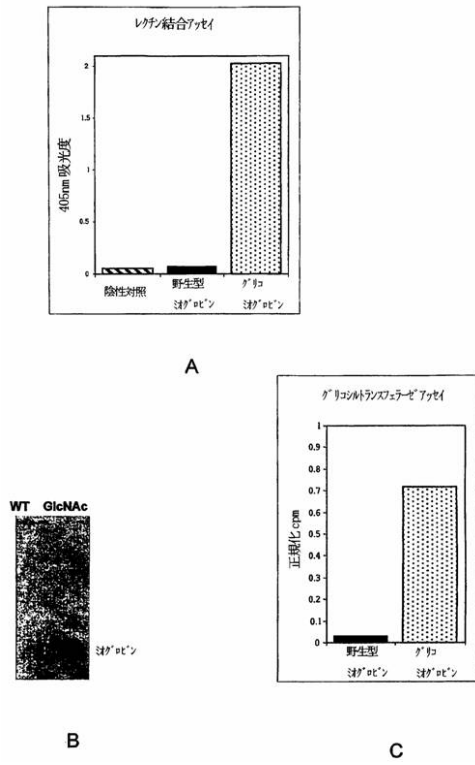 レクチン結合アッセイ
405nm 吸光度
2
1.5
1
0.5
0
陰性対照
野生型
ミオグロビン
グリコ
ミオグロビン
A
WT GlcNAc
ミオグロビン
B
グリコシルトランスフェラーゼアッセイ
正規化 cpm
1
0.9
0.8
0.7
0.6
0.5
0.4
0.3
0.2
0.1
0
野生型
ミオグロビン
グリコ
ミオグロビン
C